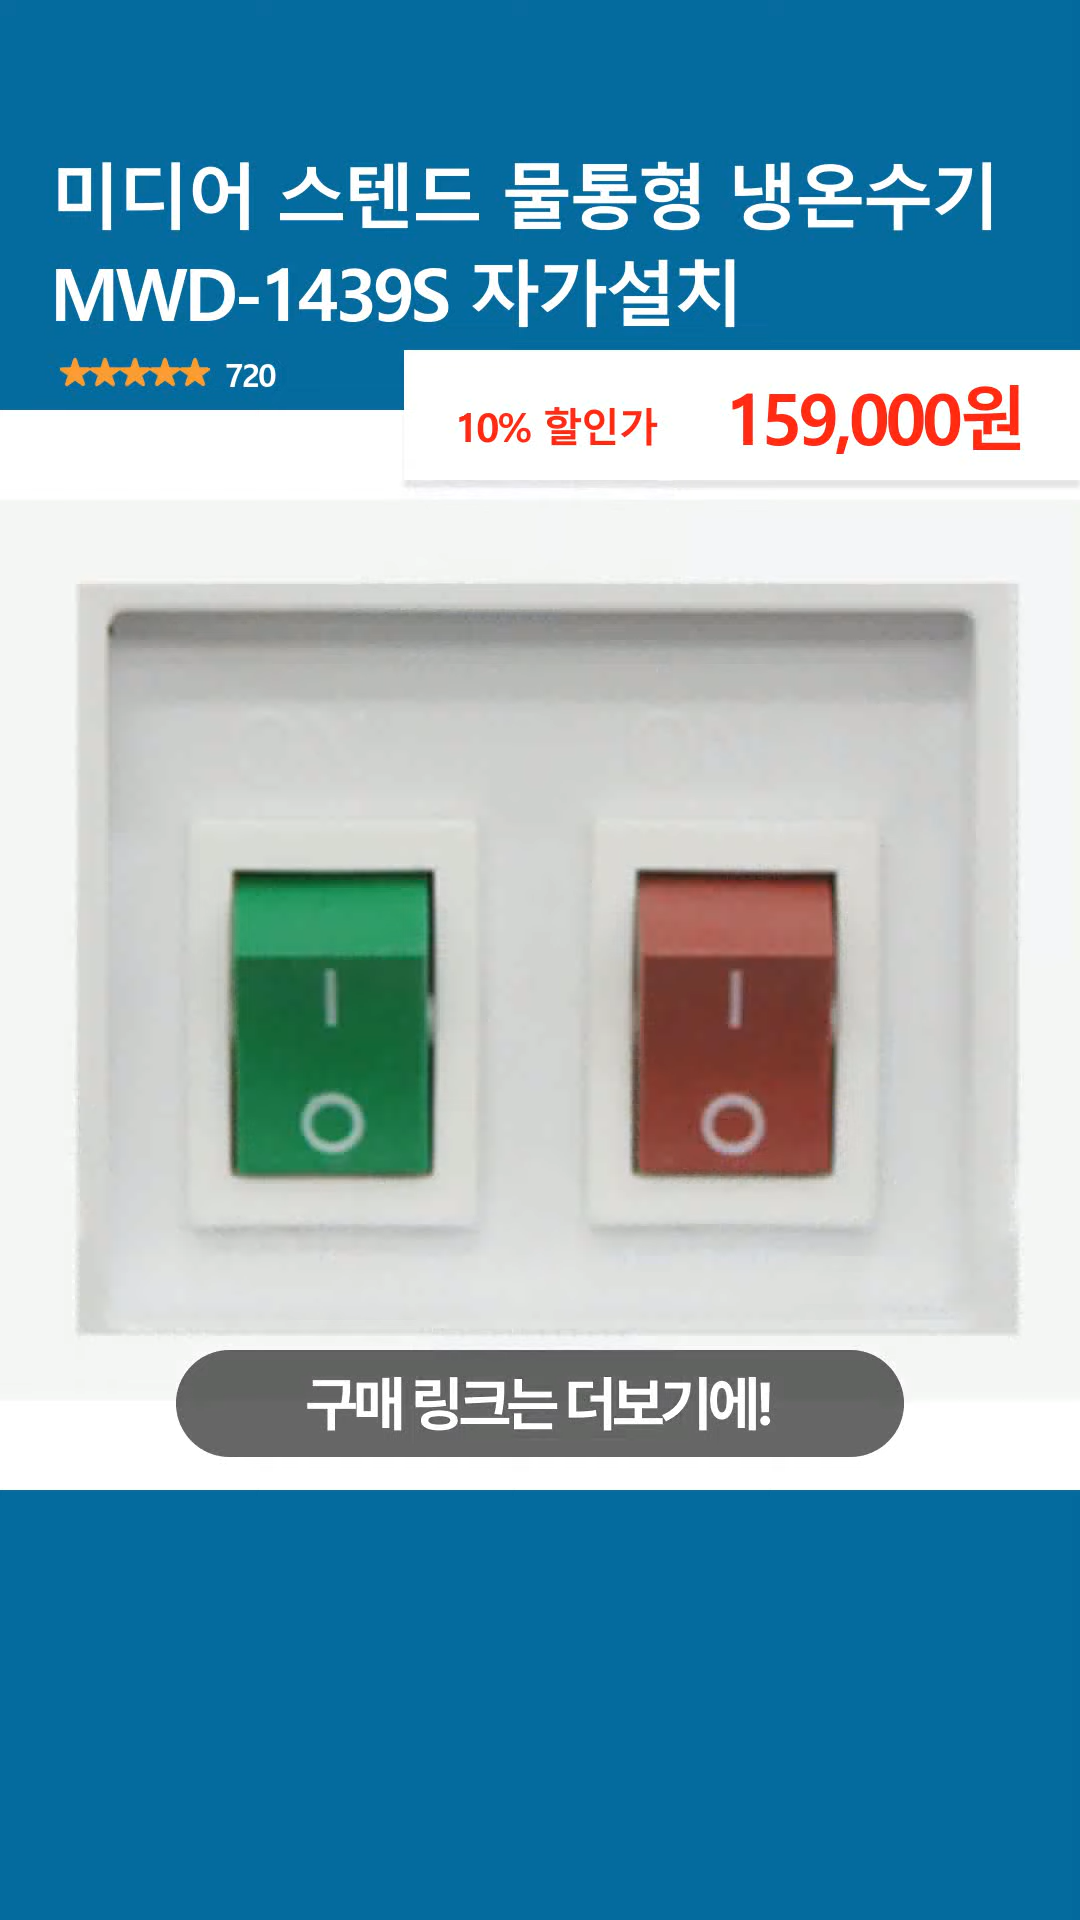 미디어 스텐드 물통형 냉온수기
MWD-1439S 자가설치
720
10% 할인가 159,000원
구매 링크는 더보기에!